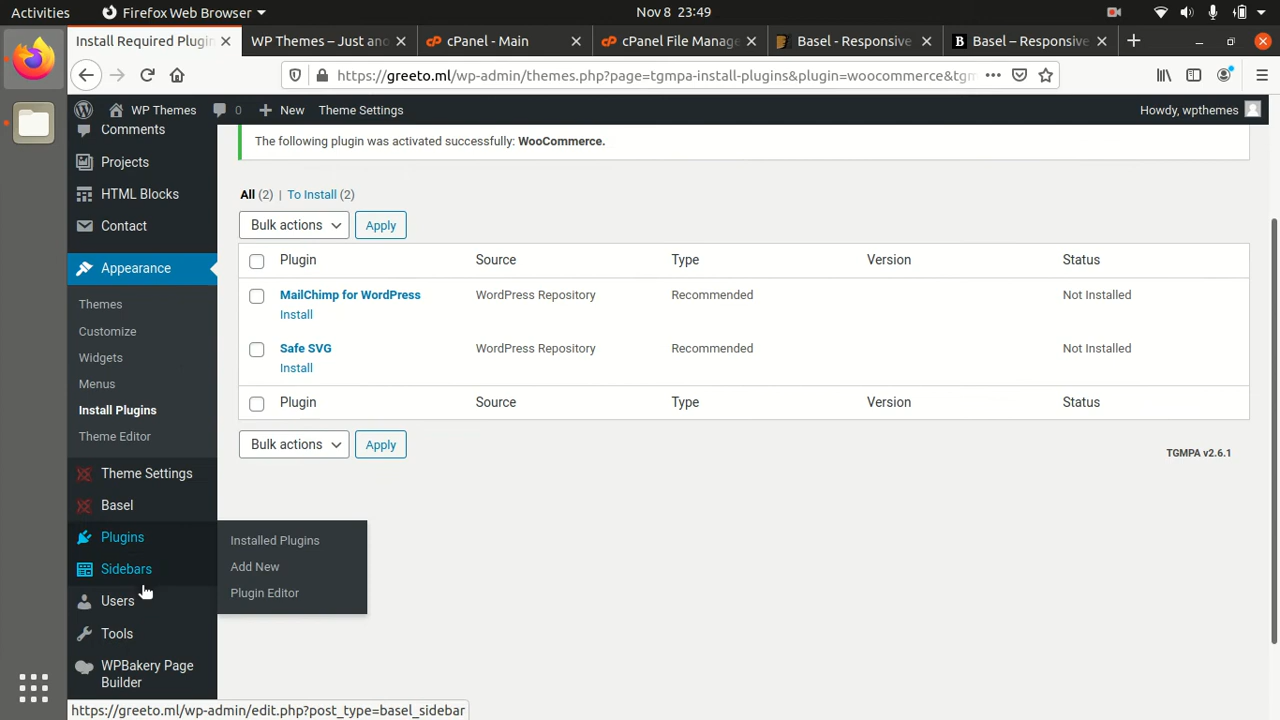 Activities
Firefox Web Browser
Nov 8 23:49
Install Required Plugin
WP Themes – Just ano
cPanel - Main
cPanel File Manage
Basel - Responsive
Basel – Responsive
https://greeto.ml/wp-admin/themes.php?page=tgmpa-install-plugins&plugin=woocommerce&tgm
WP Themes
0
New
Theme Settings
Howdy, wpthemes
Comments
Projects
HTML Blocks
Contact
Appearance
Themes
Customize
Widgets
Menus
Install Plugins
Theme Editor
Theme Settings
Basel
Plugins
Sidebars
Users
Tools
WPBakery Page
Builder
Installed Plugins
Add New
Plugin Editor
The following plugin was activated successfully: WooCommerce.
All (2) | To Install (2)
Bulk actions Apply
Plugin Source Type Version Status
MailChimp for WordPress WordPress Repository Recommended Not Installed
Install
Safe SVG WordPress Repository Recommended Not Installed
Install
Plugin Source Type Version Status
Bulk actions Apply
TGMPA v2.6.1
https://greeto.ml/wp-admin/edit.php?post_type=basel_sidebar